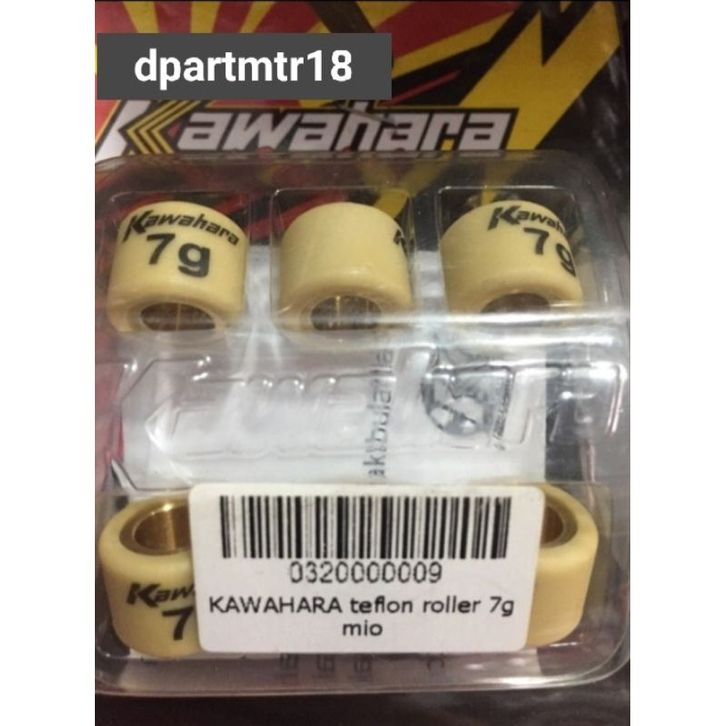 dpartmtr18
Kawahara
Kawahara
7g
Kawahara
7g
Kawa
7
0320000009
KAWAHARA teflon roller 7g
mio